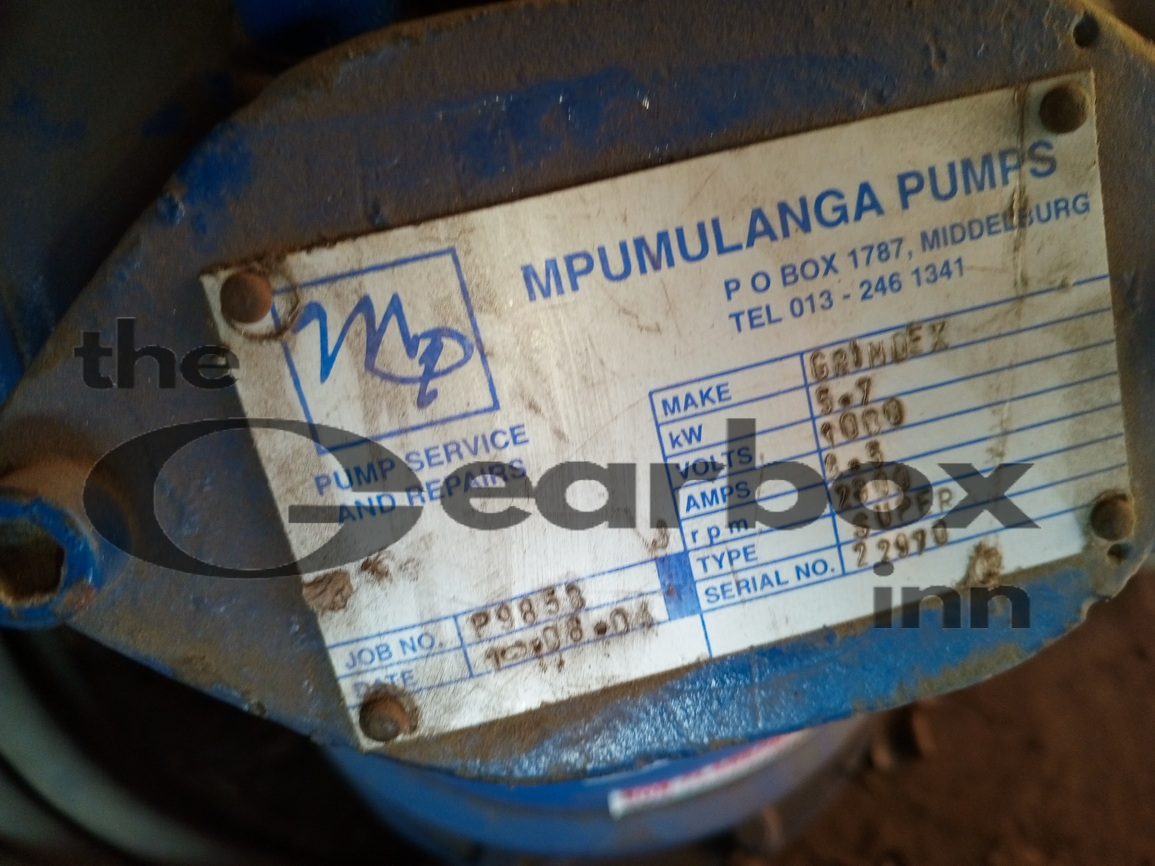 MPUMULANGA PUMPS
P O BOX 1787, MIDDELBURG
TEL 013 - 246 1341
Mp
PUMP SERVICE
AND REPAIRS
MAKE GRINDEX
kW 5.7
VOLTS 1000
AMPS
rpm
TYPE SUPER
SERIAL NO. 22970
JOB NO. P9853
DATE
the
Gearbox
inn